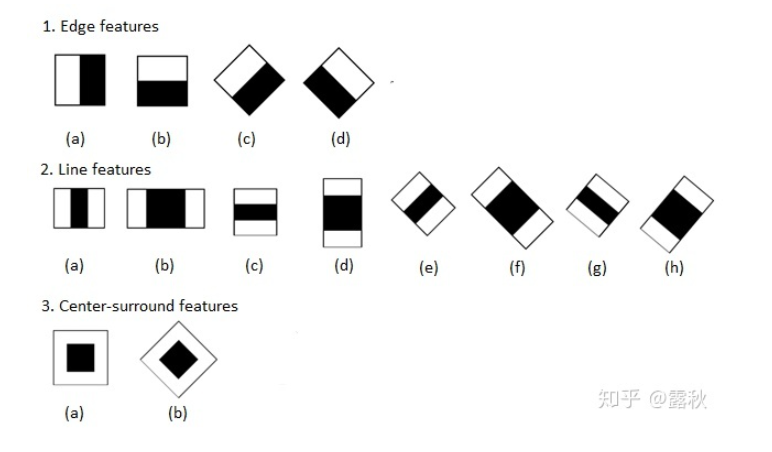 1. Edge features
(a) (b) (c) (d)
2. Line features
(a) (b) (c) (d) (e) (f) (g) (h)
3. Center-surround features
(a) (b)
知乎 @露秋